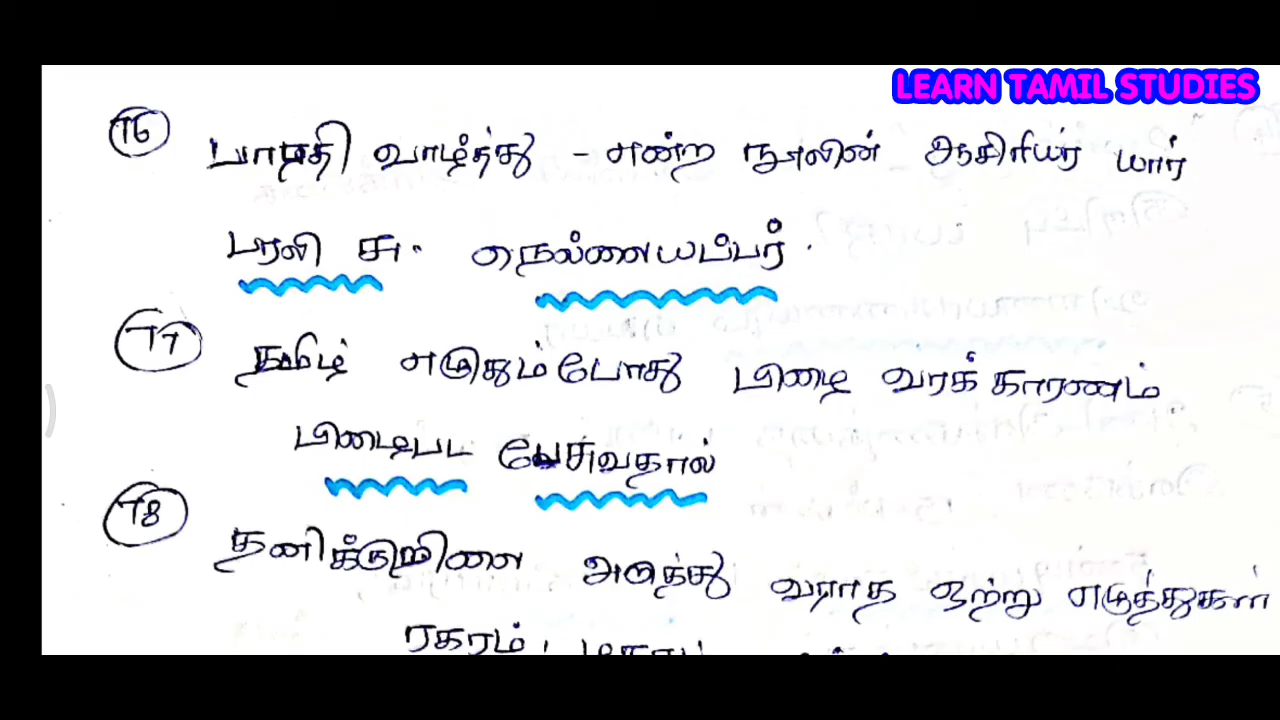 LEARN TAMIL STUDIES
76 பாரதி வாழ்த்து - என்ற நூலின் ஆசிரியர் யார்
பரலி சு. நெல்லையப்பர்.
77 தமிழ் எழுதும்போது பிழை வரக் காரணம்
பிழைபட பேசுவதால்
78 தனிக்குறிலை அடுத்து வராத ஒற்று எழுத்துகள்
ரகரம்,